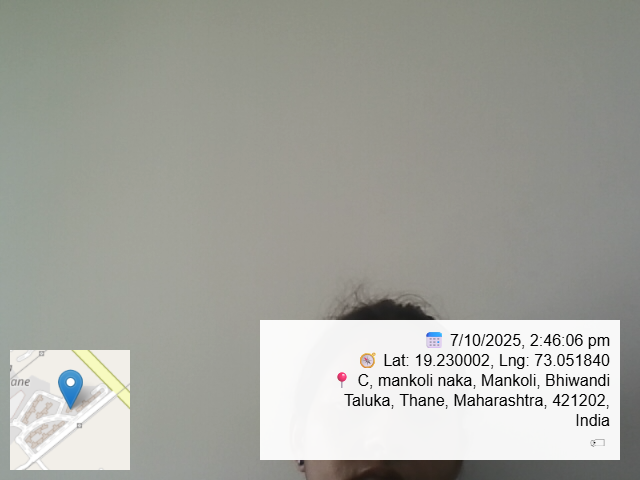 7/10/2025, 2:46:06 pm
Lat: 19.230002, Lng: 73.051840
C, mankoli naka, Mankoli, Bhiwandi
Taluka, Thane, Maharashtra, 421202,
India
ane